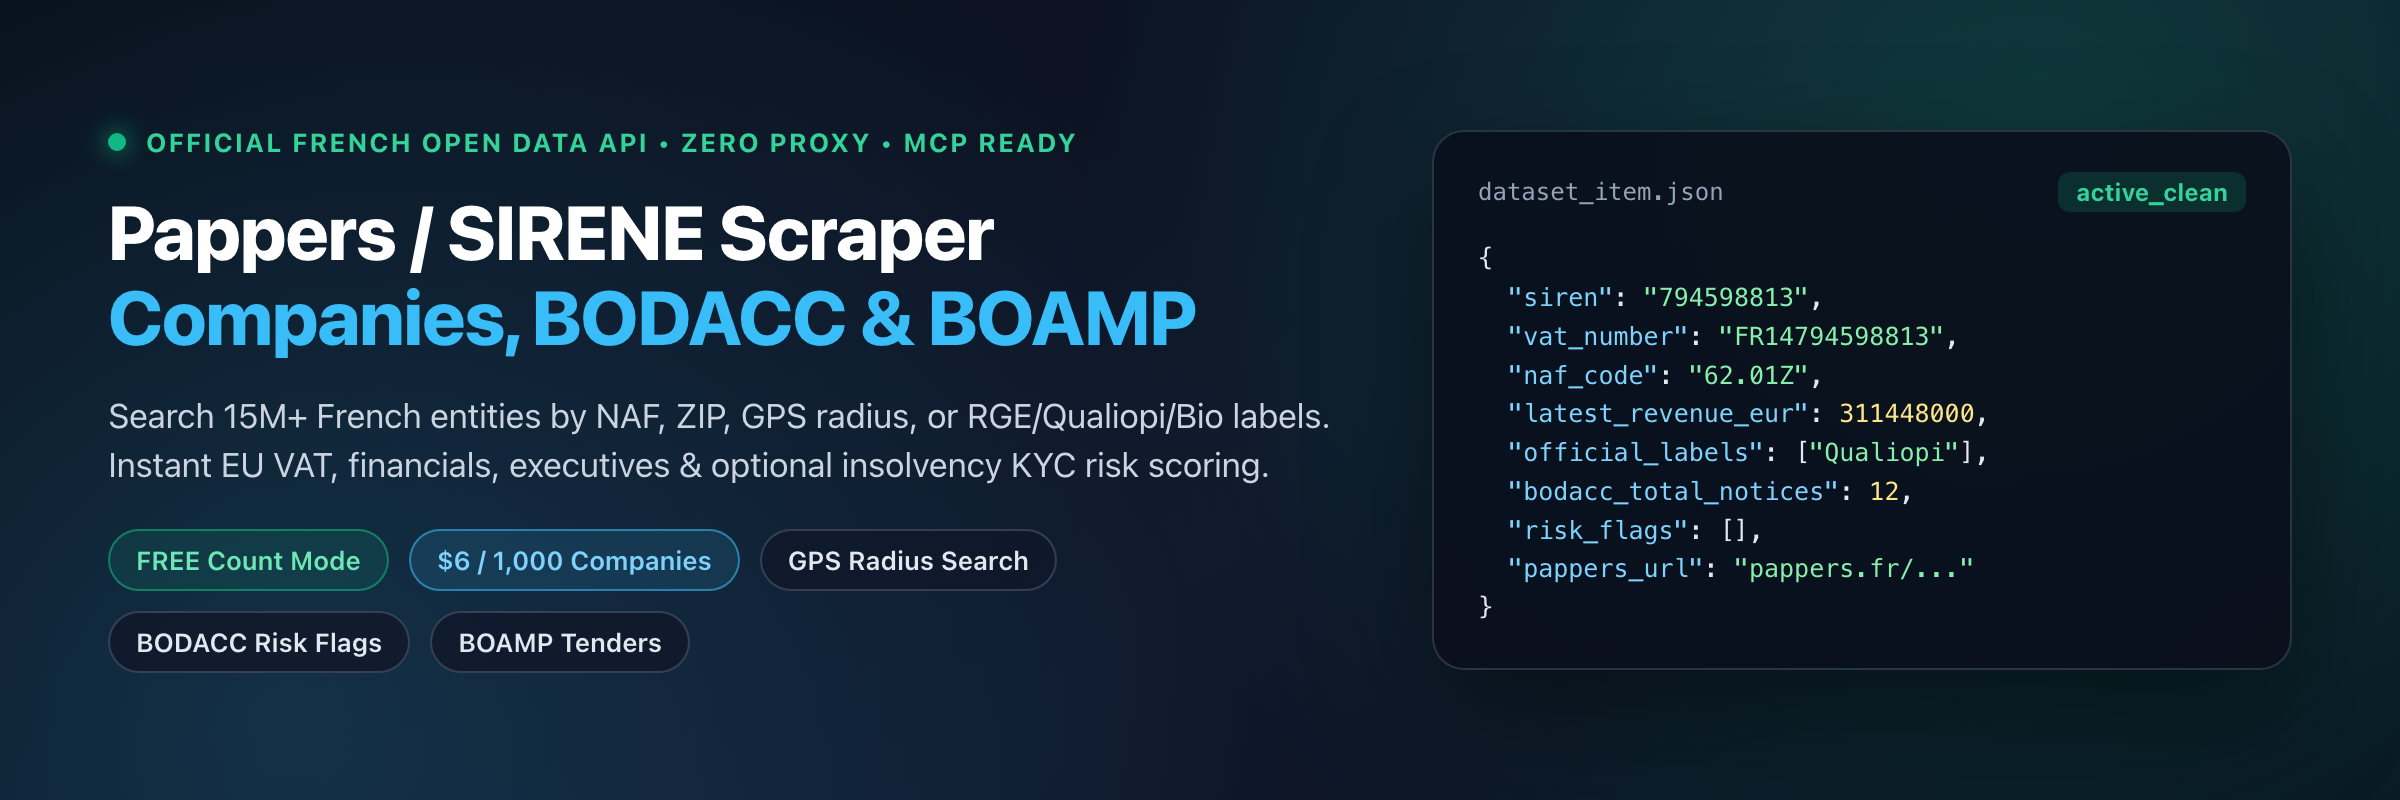 OFFICIAL FRENCH OPEN DATA API • ZERO PROXY • MCP READY
Pappers / SIRENE Scraper
Companies, BODACC & BOAMP
Search 15M+ French entities by NAF, ZIP, GPS radius, or RGE/Qualiopi/Bio labels.
Instant EU VAT, financials, executives & optional insolvency KYC risk scoring.
FREE Count Mode
$6 / 1,000 Companies
GPS Radius Search
BODACC Risk Flags
BOAMP Tenders
dataset_item.json
active_clean
{
"siren": "794598813",
"vat_number": "FR14794598813",
"naf_code": "62.01Z",
"latest_revenue_eur": 311448000,
"official_labels": ["Qualiopi"],
"bodacc_total_notices": 12,
"risk_flags": [],
"pappers_url": "pappers.fr/..."
}